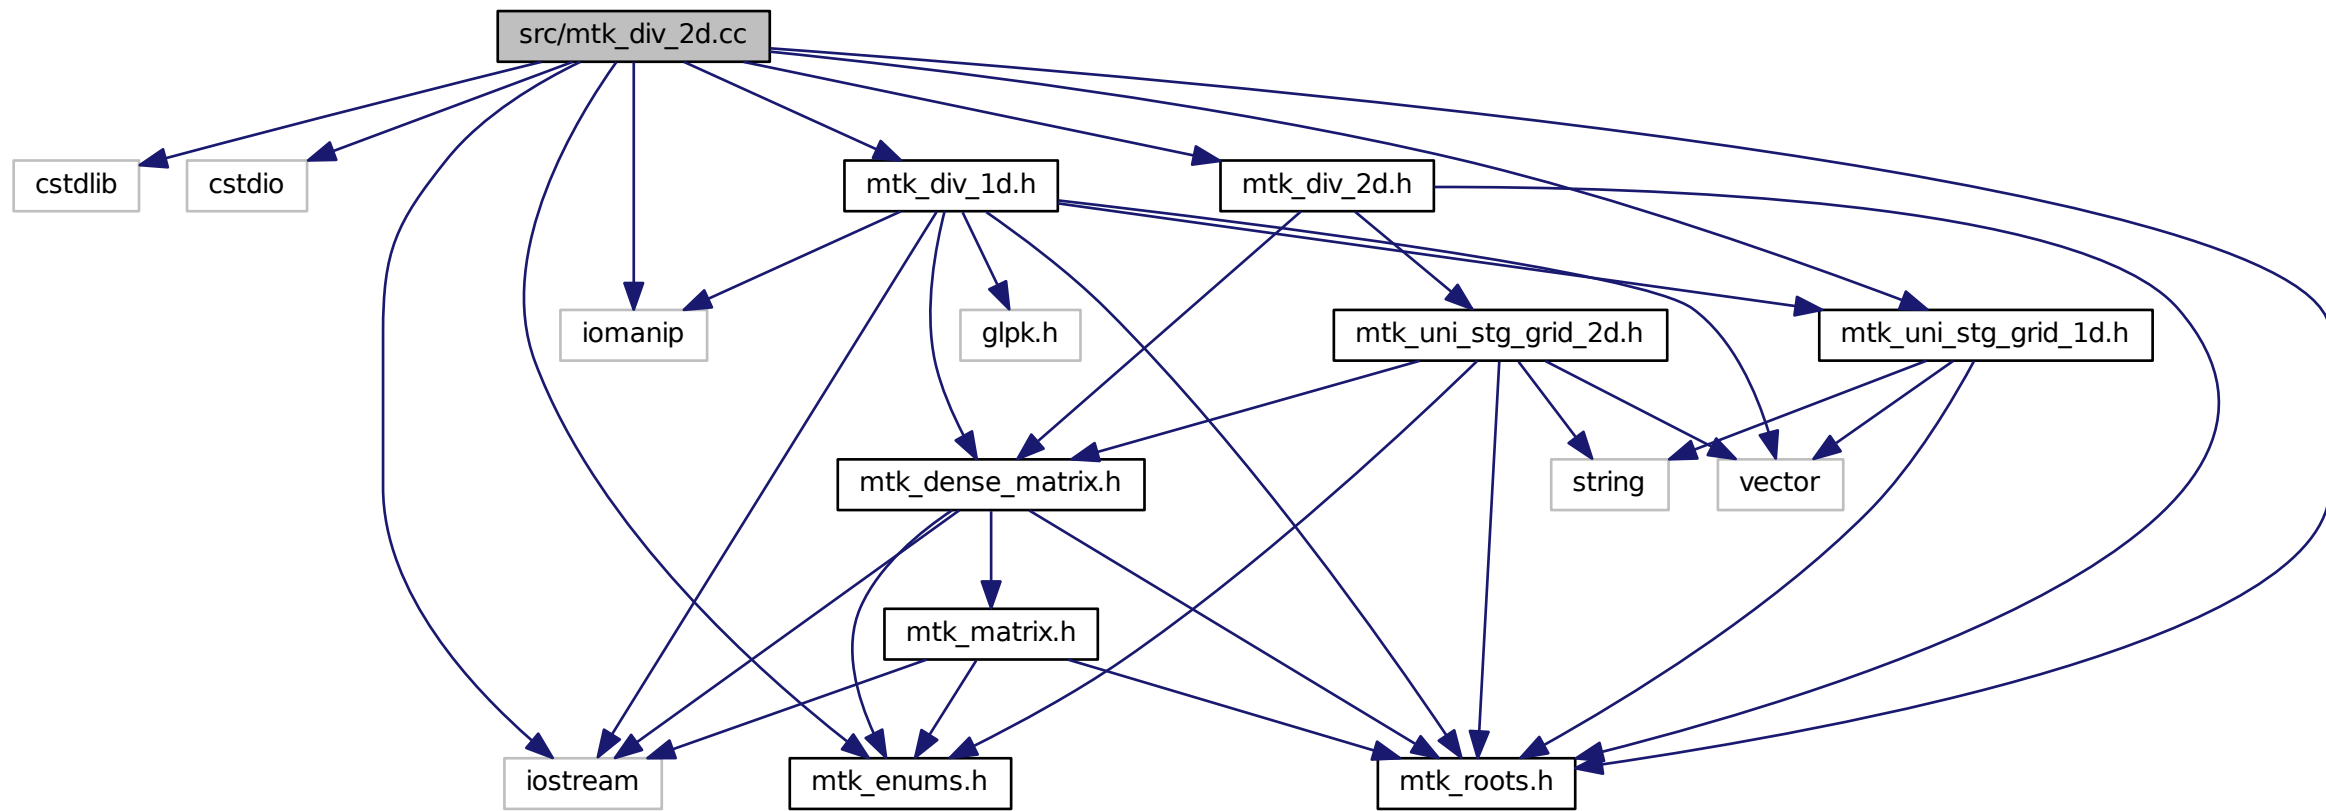 src/mtk_div_2d.cc
cstdlib
cstdio
mtk_div_1d.h
mtk_div_2d.h
iomanip
glpk.h
mtk_uni_stg_grid_2d.h
mtk_uni_stg_grid_1d.h
mtk_dense_matrix.h
string
vector
mtk_matrix.h
iostream
mtk_enums.h
mtk_roots.h